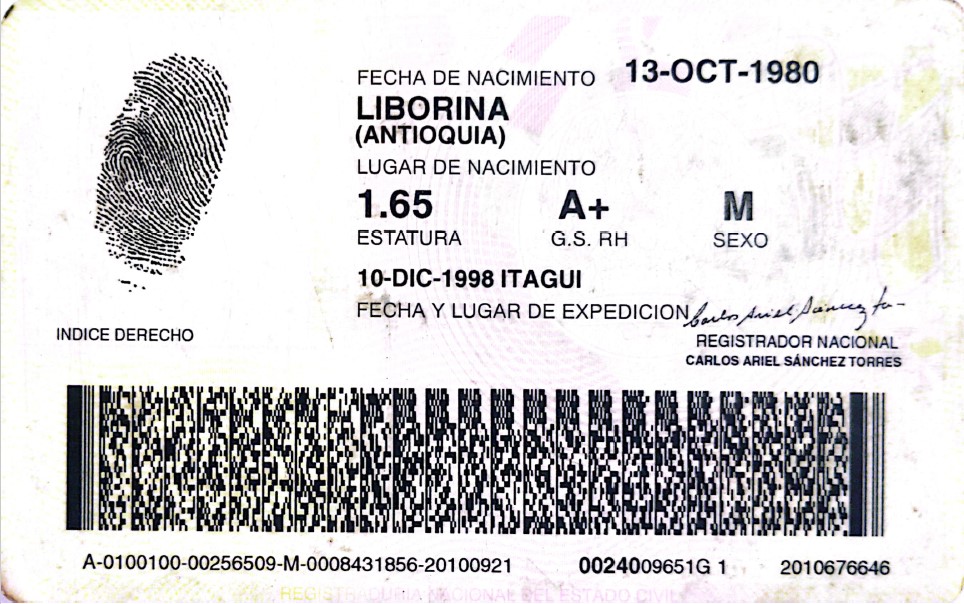 FECHA DE NACIMIENTO 13-OCT-1980
LIBORINA
(ANTIOQUIA)
LUGAR DE NACIMIENTO
1.65 A+ M
ESTATURA G.S. RH SEXO
10-DIC-1998 ITAGUI
FECHA Y LUGAR DE EXPEDICION
INDICE DERECHO
REGISTRADOR NACIONAL
CARLOS ARIEL SÁNCHEZ TORRES
A-0100100-00256509-M-0008431856-20100921 0024009651G 1 2010676646
REGISTRADURIA NACIONAL DEL ESTADO CIVIL